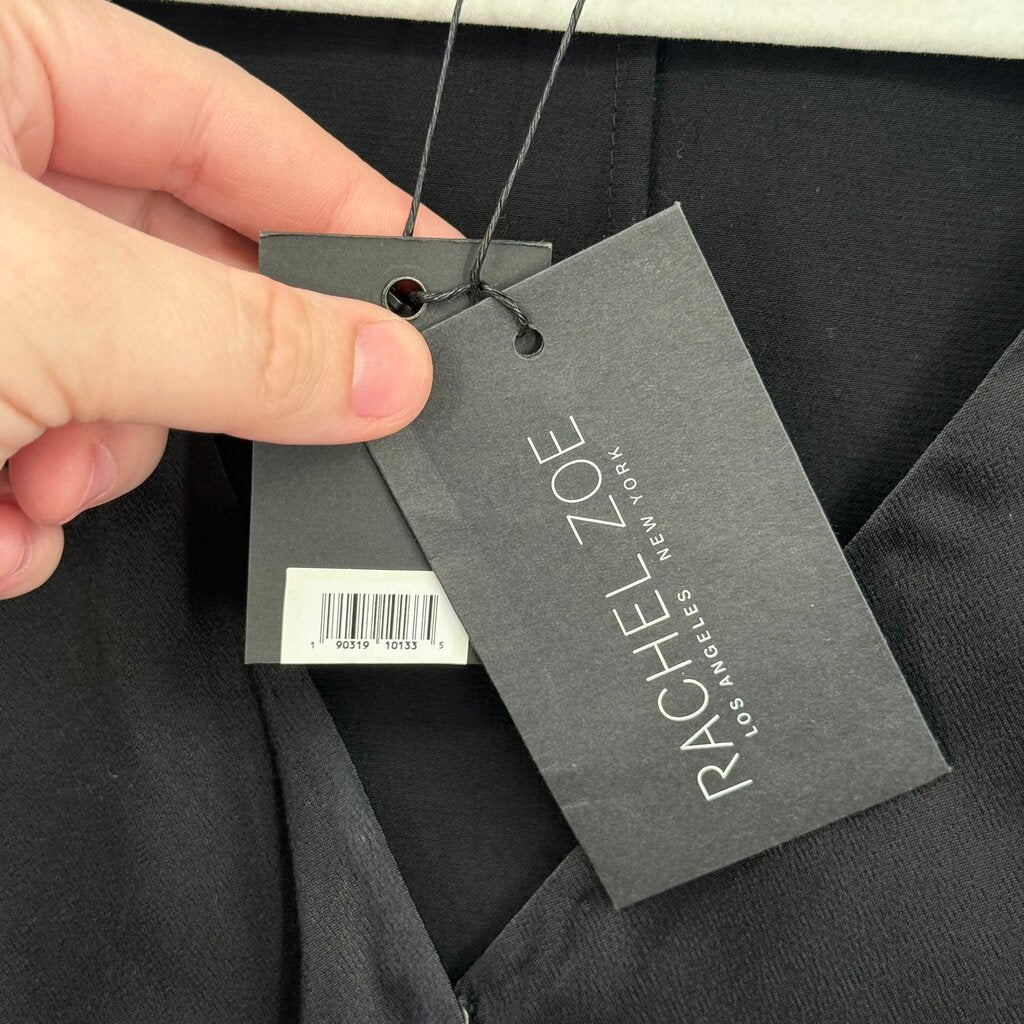 RACHEL ZOE
LOS ANGELES NEW YORK
1 90319 10133 5